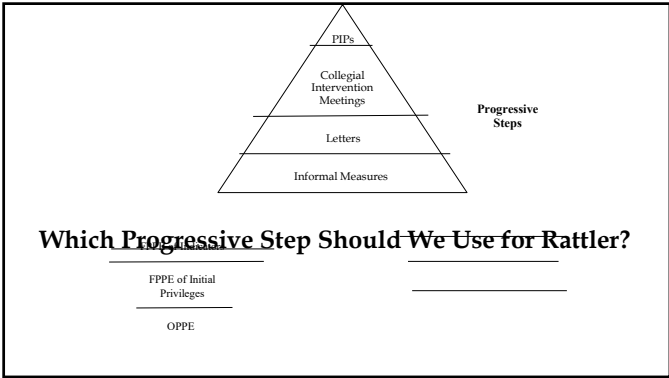 PIPs
Collegial
Intervention
Meetings
Progressive
Steps
Letters
Informal Measures
Which Progressive Step Should We Use for Rattler?
FPPE of Initial
Privileges
OPPE